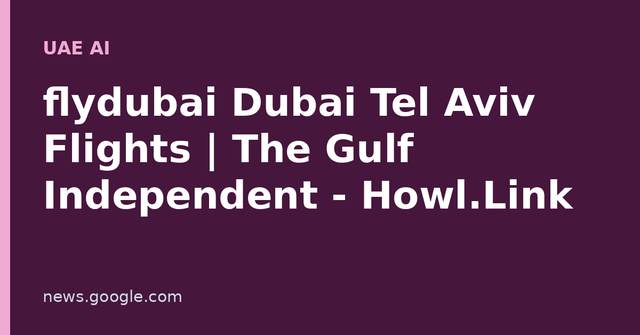 UAE AI
flydubai Dubai Tel Aviv
Flights | The Gulf
Independent - Howl.Link
news.google.com